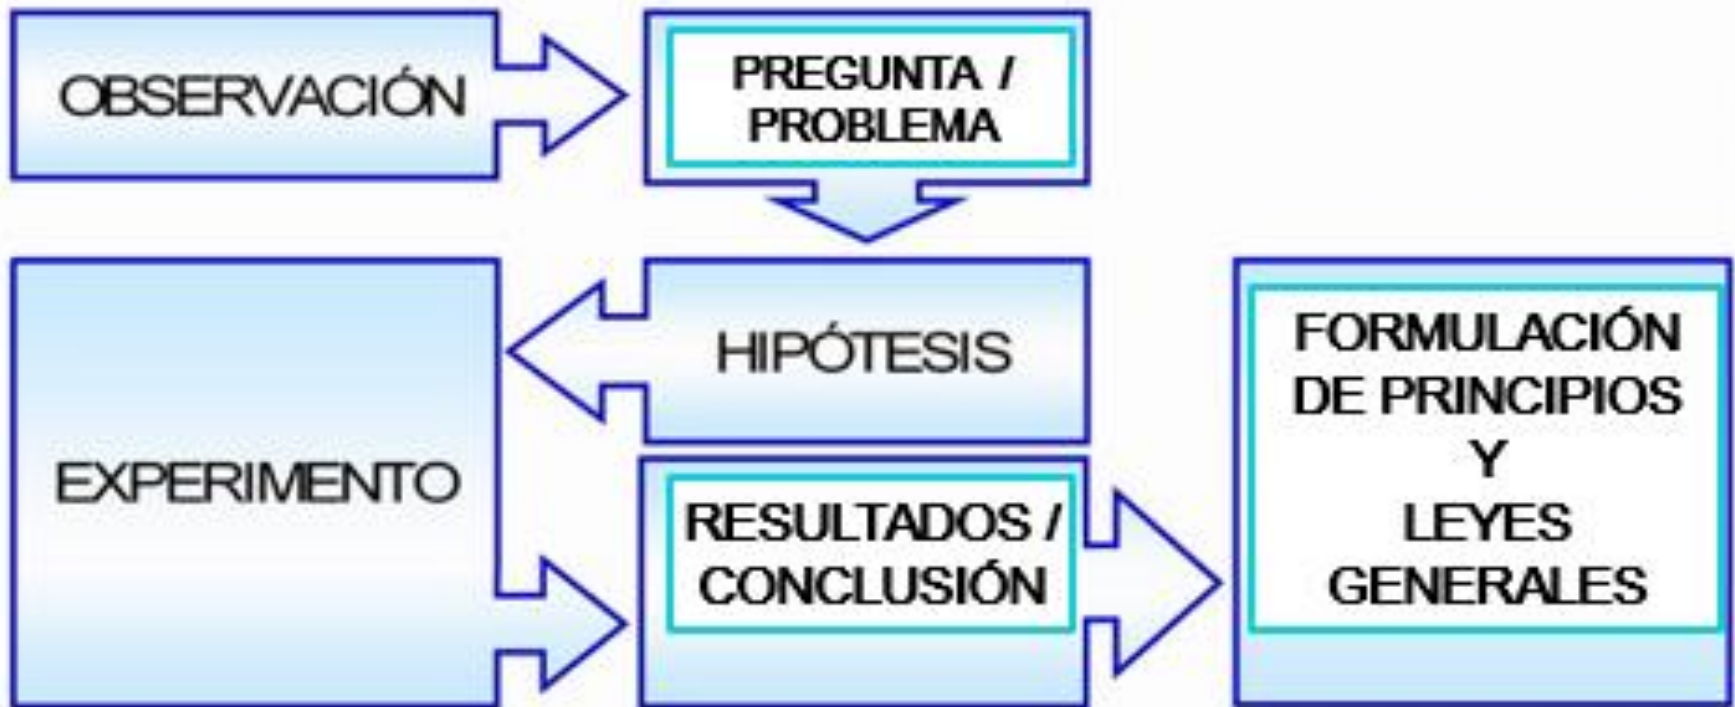 OBSERVACIÓN
PREGUNTA /
PROBLEMA
HIPÓTESIS
EXPERIMENTO
RESULTADOS /
CONCLUSIÓN
FORMULACIÓN
DE PRINCIPIOS
Y
LEYES
GENERALES